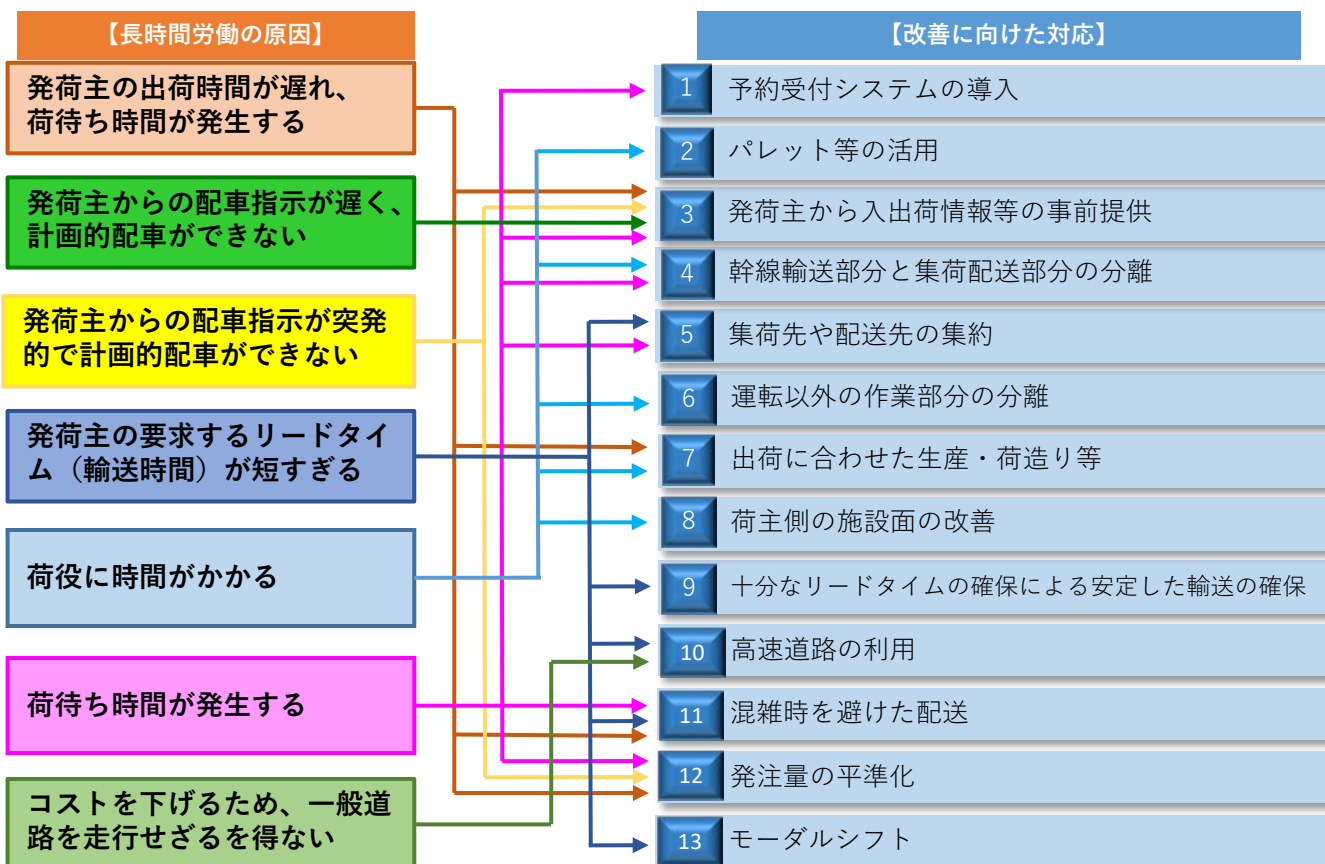 【長時間労働の原因】
発荷主の出荷時間が遅れ、
荷待ち時間が発生する
発荷主からの配車指示が遅く、
計画的配車ができない
発荷主からの配車指示が突発
的で計画的配車ができない
発荷主の要求するリードタイ
ム（輸送時間）が短すぎる
荷役に時間がかかる
荷待ち時間が発生する
コストを下げるため、一般道
路を走行せざるを得ない
【改善に向けた対応】
1 予約受付システムの導入
2 パレット等の活用
3 発荷主から入出荷情報等の事前提供
4 幹線輸送部分と集荷配送部分の分離
5 集荷先や配送先の集約
6 運転以外の作業部分の分離
7 出荷に合わせた生産・荷造り等
8 荷主側の施設面の改善
9 十分なリードタイムの確保による安定した輸送の確保
10 高速道路の利用
11 混雑時を避けた配送
12 発注量の平準化
13 モーダルシフト